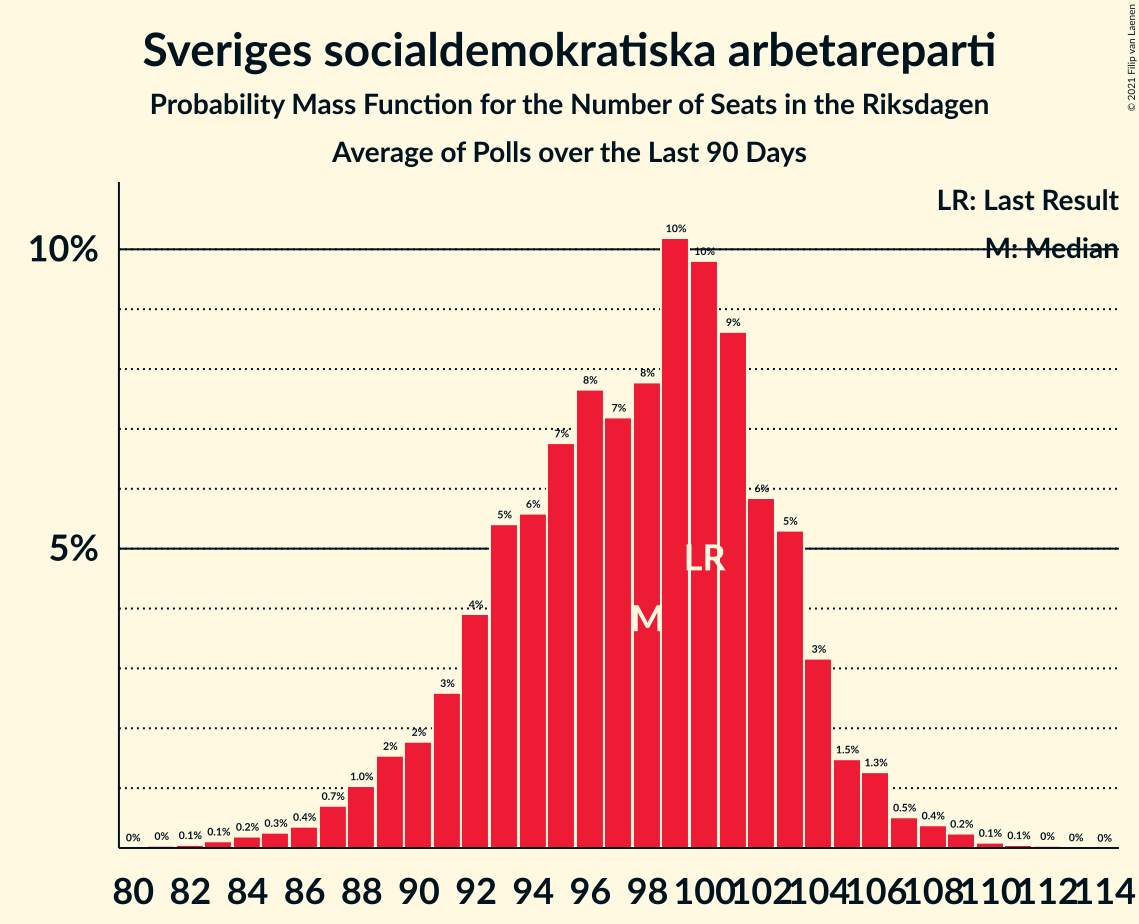 Sveriges socialdemokratiska arbetareparti
Probability Mass Function for the Number of Seats in the Riksdagen
Average of Polls over the Last 90 Days
© 2021 Filip van Laenen
LR: Last Result
M: Median
10%
5%
0% 0% 0.1% 0.1% 0.2% 0.3% 0.4% 0.7% 1.0% 2% 2% 3% 4% 5% 6% 7% 8% 7% 8% 10% 10% 9% 6% 5% 3% 1.5% 1.3% 0.5% 0.4% 0.2% 0.1% 0.1% 0% 0% 0%
LR
M
80 82 84 86 88 90 92 94 96 98 100 102 104 106 108 110 112 114